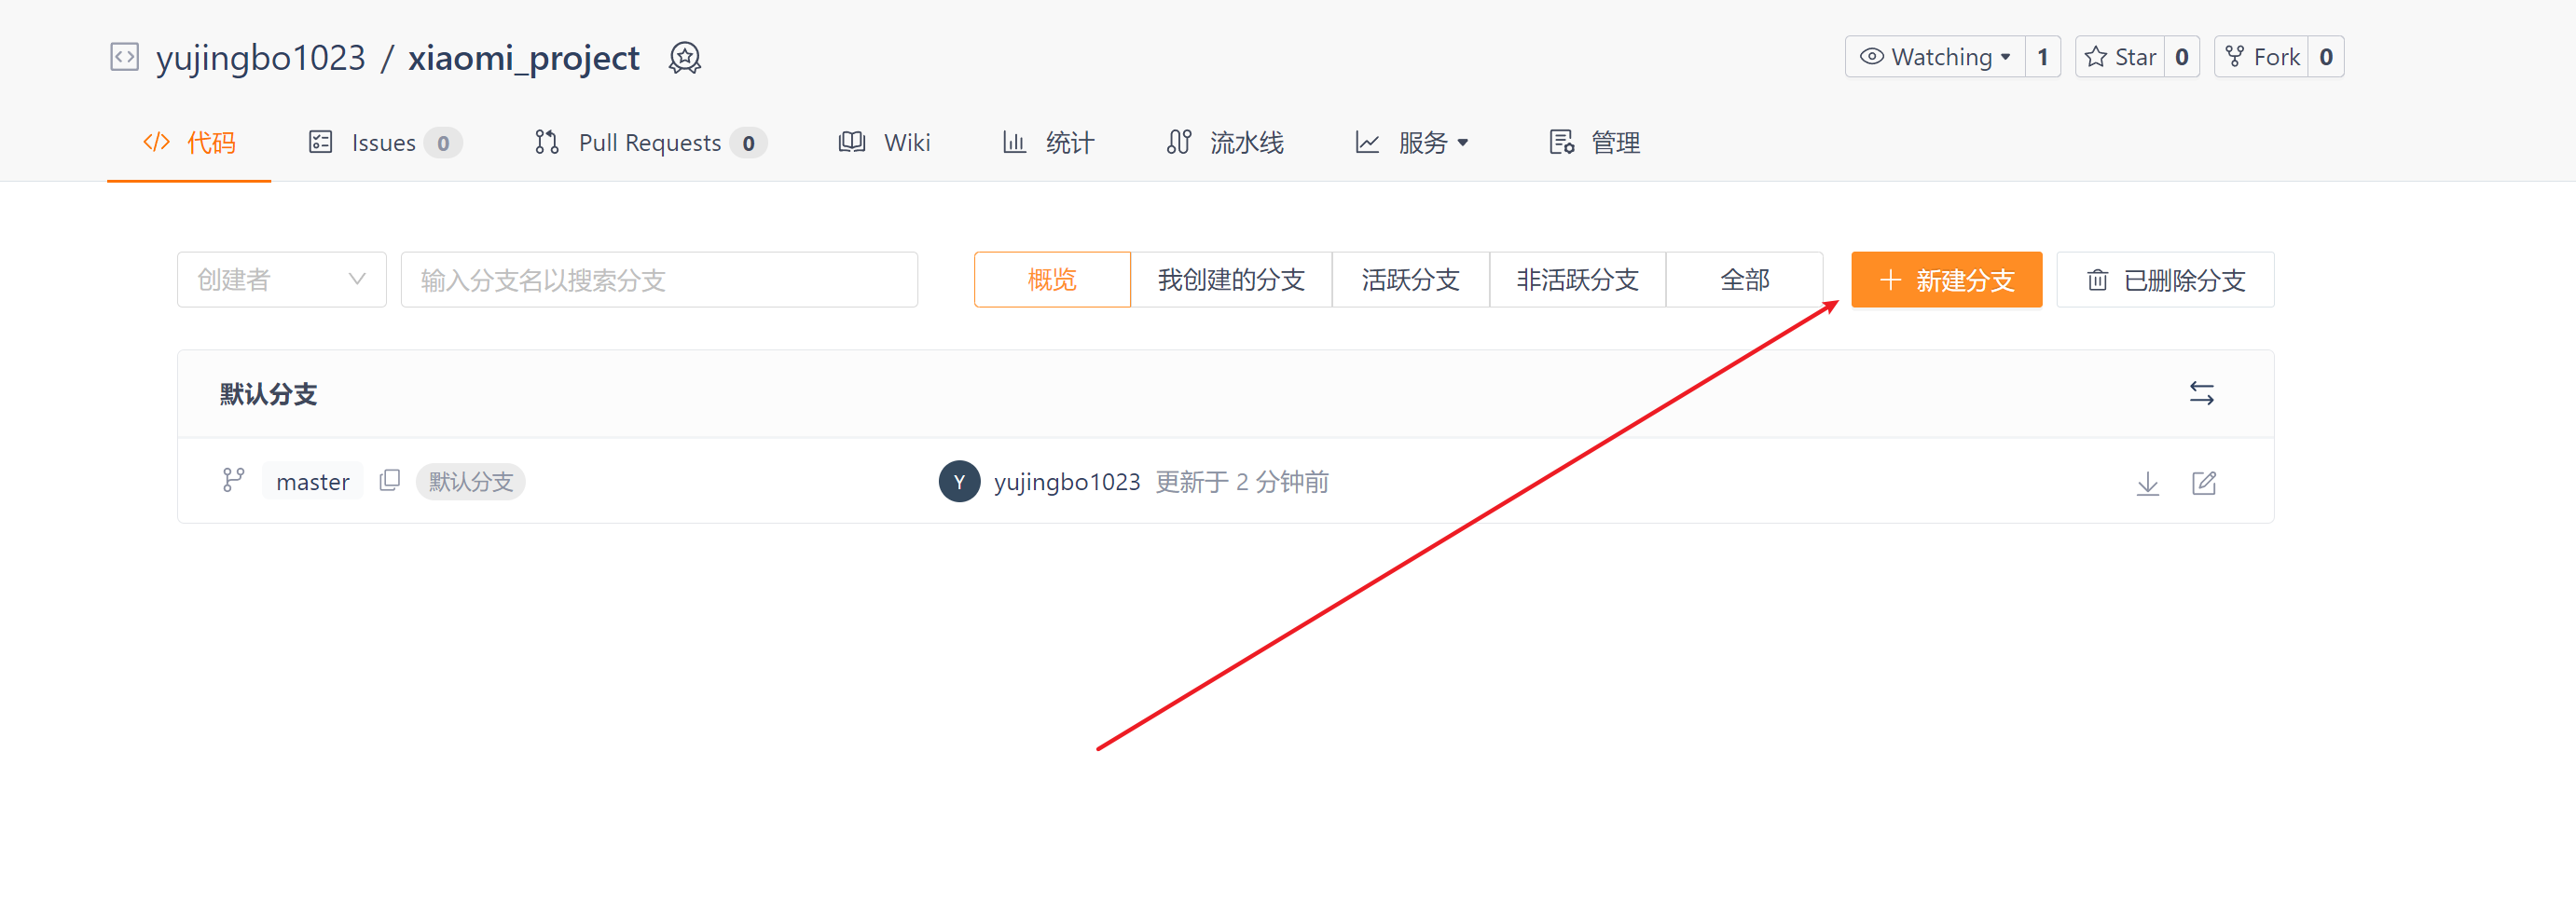 yujingbo1023 / xiaomi_project Watching 1 Star 0 Fork 0
代码 Issues 0 Pull Requests 0 Wiki 统计 流水线 服务 管理
创建者 输入分支名以搜索分支 概览 我创建的分支 活跃分支 非活跃分支 全部 + 新建分支 已删除分支
默认分支
master 默认分支 Y yujingbo1023 更新于 2 分钟前